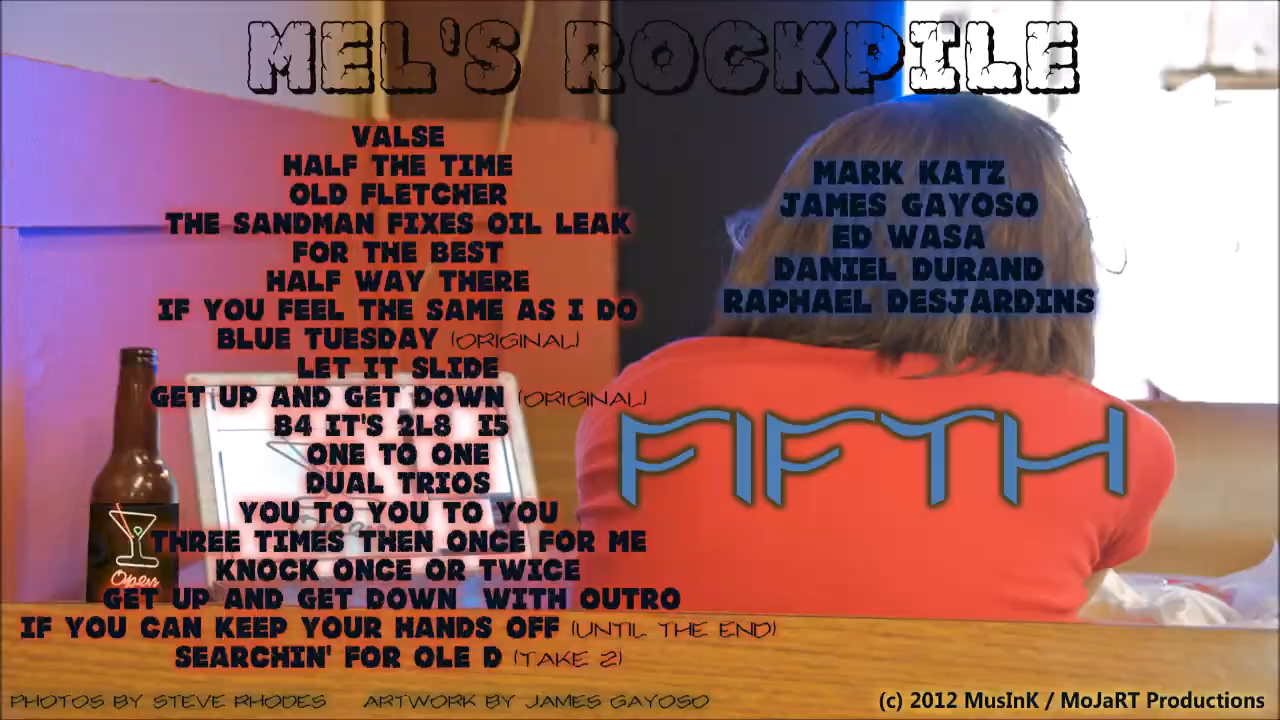 MEL'S ROCKPILE
VALSE
HALF THE TIME
OLD FLETCHER
THE SANDMAN FIXES OIL LEAK
FOR THE BEST
HALF WAY THERE
IF YOU FEEL THE SAME AS I DO
BLUE TUESDAY (ORIGINAL)
LET IT SLIDE
GET UP AND GET DOWN (ORIGINAL)
B4 IT'S 2L8 I5
ONE TO ONE
DUAL TRIOS
YOU TO YOU TO YOU
THREE TIMES THEN ONCE FOR ME
KNOCK ONCE OR TWICE
GET UP AND GET DOWN WITH OUTRO
IF YOU CAN KEEP YOUR HANDS OFF (UNTIL THE END)
SEARCHIN' FOR OLE D (TAKE 2)
MARK KATZ
JAMES GAYOSO
ED WASA
DANIEL DURAND
RAPHAEL DESJARDINS
FIFTH
Open
PHOTOS BY STEVE RHODES ARTWORK BY JAMES GAYOSO
(c) 2012 MusInK / MoJaRT Productions